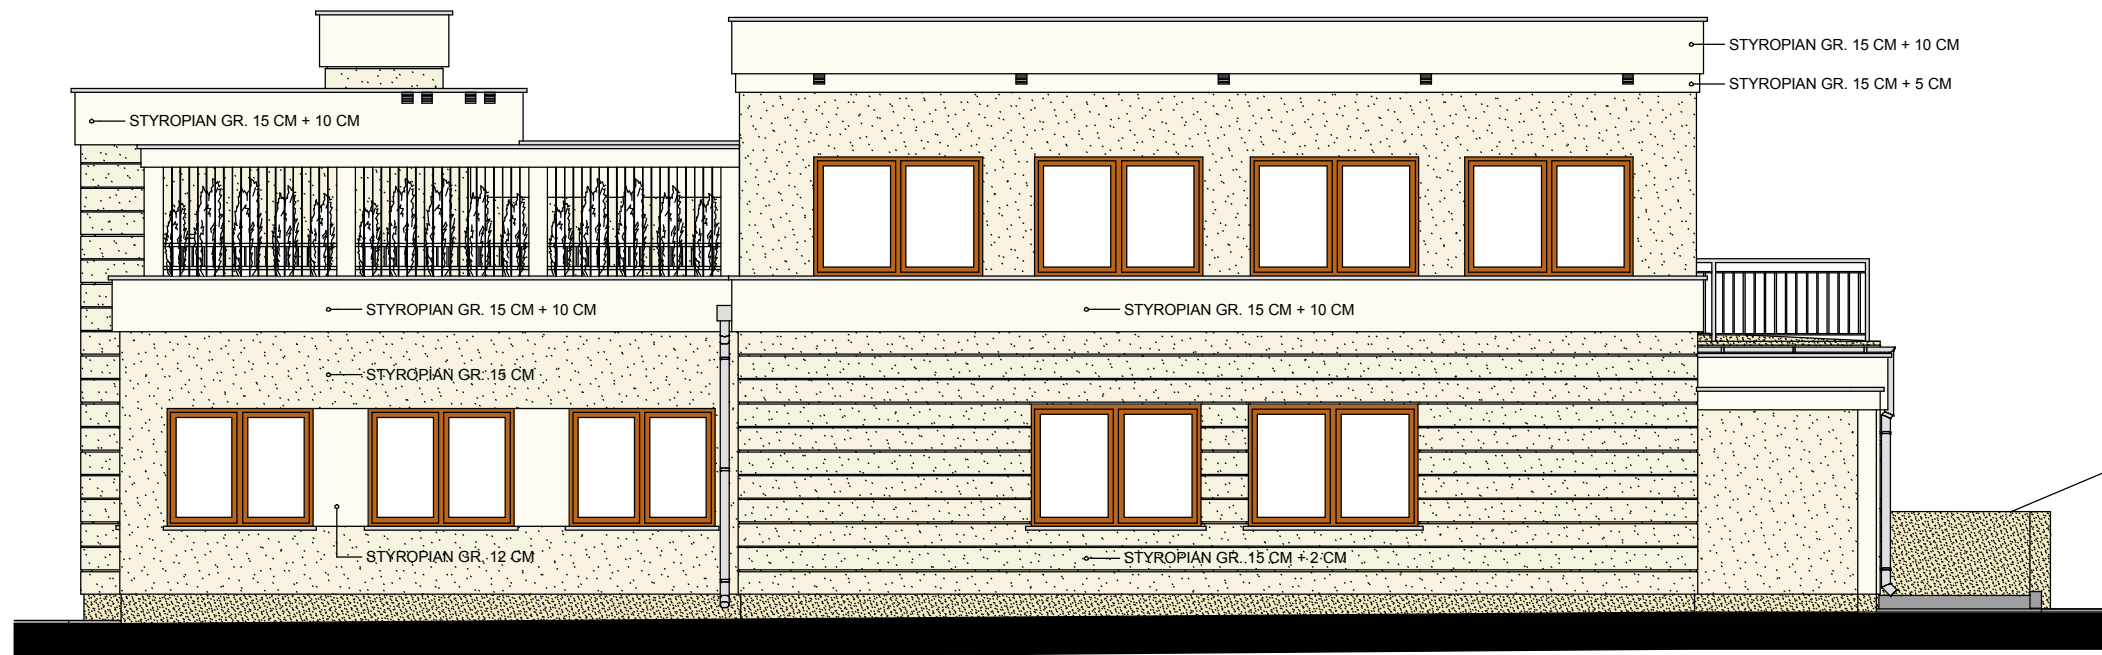 STYROPIAN GR. 15 CM + 10 CM
STYROPIAN GR. 15 CM + 5 CM
STYROPIAN GR. 15 CM + 10 CM
STYROPIAN GR. 15 CM + 10 CM
STYROPIAN GR. 15 CM + 10 CM
STYROPIAN GR. 15 CM
STYROPIAN GR. 12 CM
STYROPIAN GR. 15 CM + 2 CM